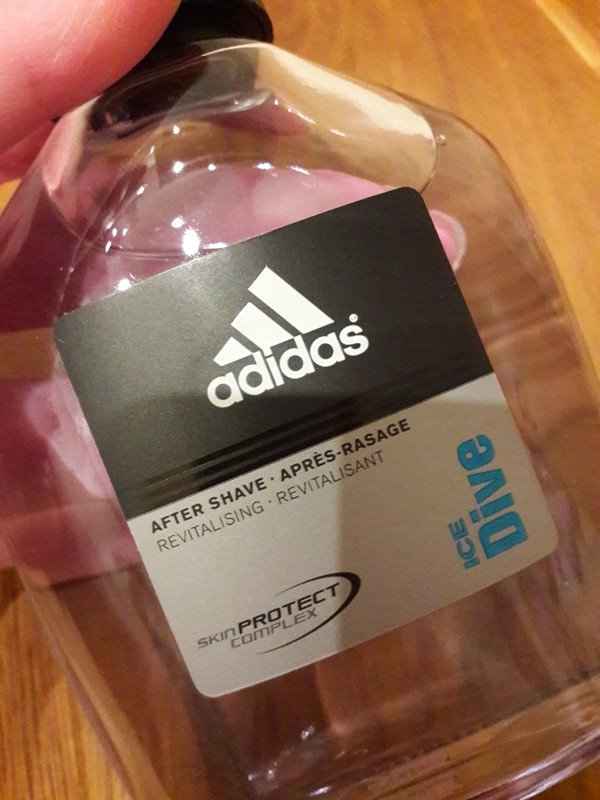 adidas®
AFTER SHAVE · APRÈS-RASAGE
REVITALISING · REVITALISANT
ICE
Dive
SKIN PROTECT
COMPLEX